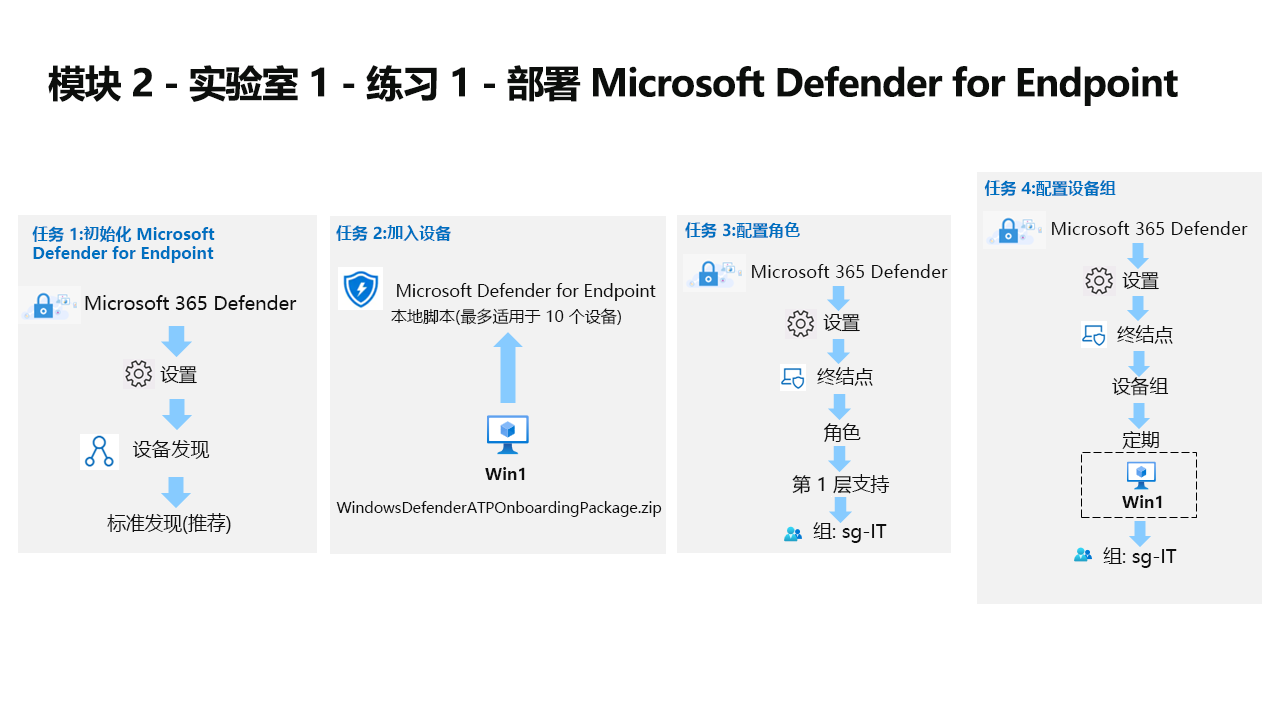 模块 2 - 实验室 1 - 练习 1 - 部署 Microsoft Defender for Endpoint
任务 1:初始化 Microsoft
Defender for Endpoint
Microsoft 365 Defender
设置
设备发现
标准发现(推荐)
任务 2:加入设备
Microsoft Defender for Endpoint
本地脚本(最多适用于 10 个设备)
Win1
WindowsDefenderATPOnboardingPackage.zip
任务 3:配置角色
Microsoft 365 Defender
设置
终结点
角色
第 1 层支持
组: sg-IT
任务 4:配置设备组
Microsoft 365 Defender
设置
终结点
设备组
定期
Win1
组: sg-IT